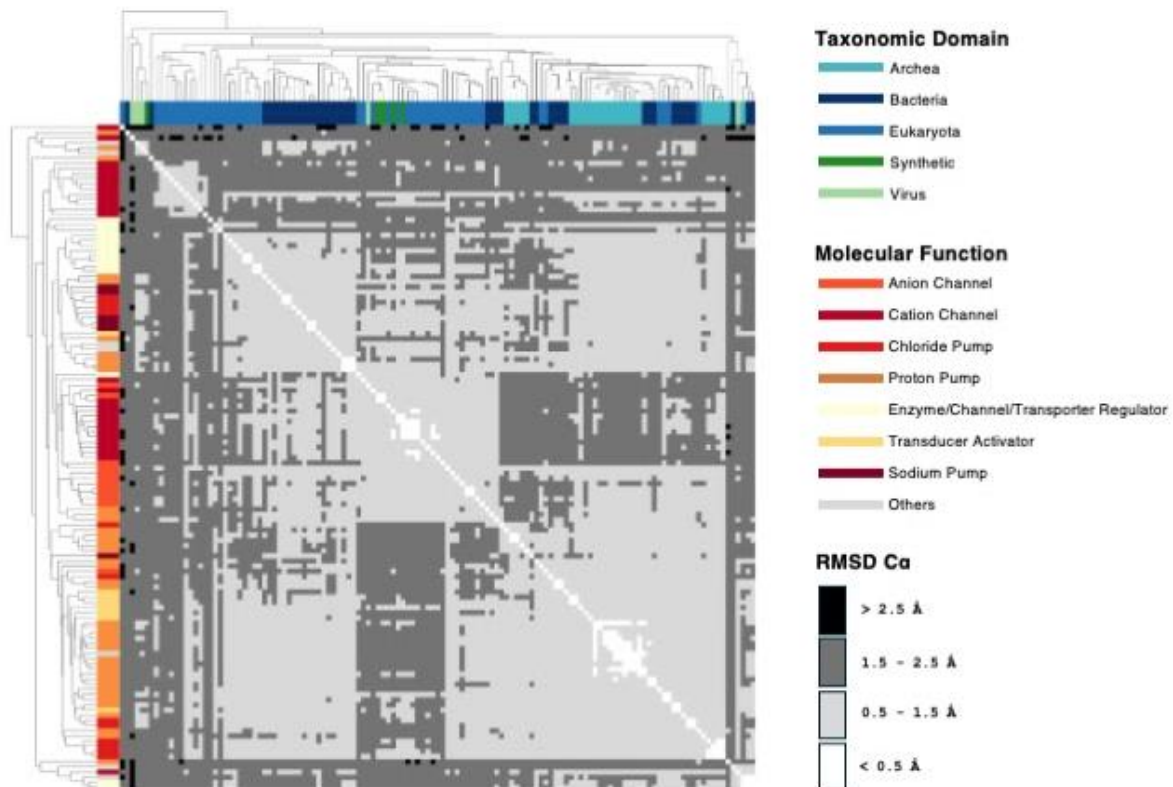 Taxonomic Domain
Archea
Bacteria
Eukaryota
Synthetic
Virus
Molecular Function
Anion Channel
Cation Channel
Chloride Pump
Proton Pump
Enzyme/Channel/Transporter Regulator
Transducer Activator
Sodium Pump
Others
RMSD Cα
> 2.5 Å
1.5 - 2.5 Å
0.5 - 1.5 Å
< 0.5 Å